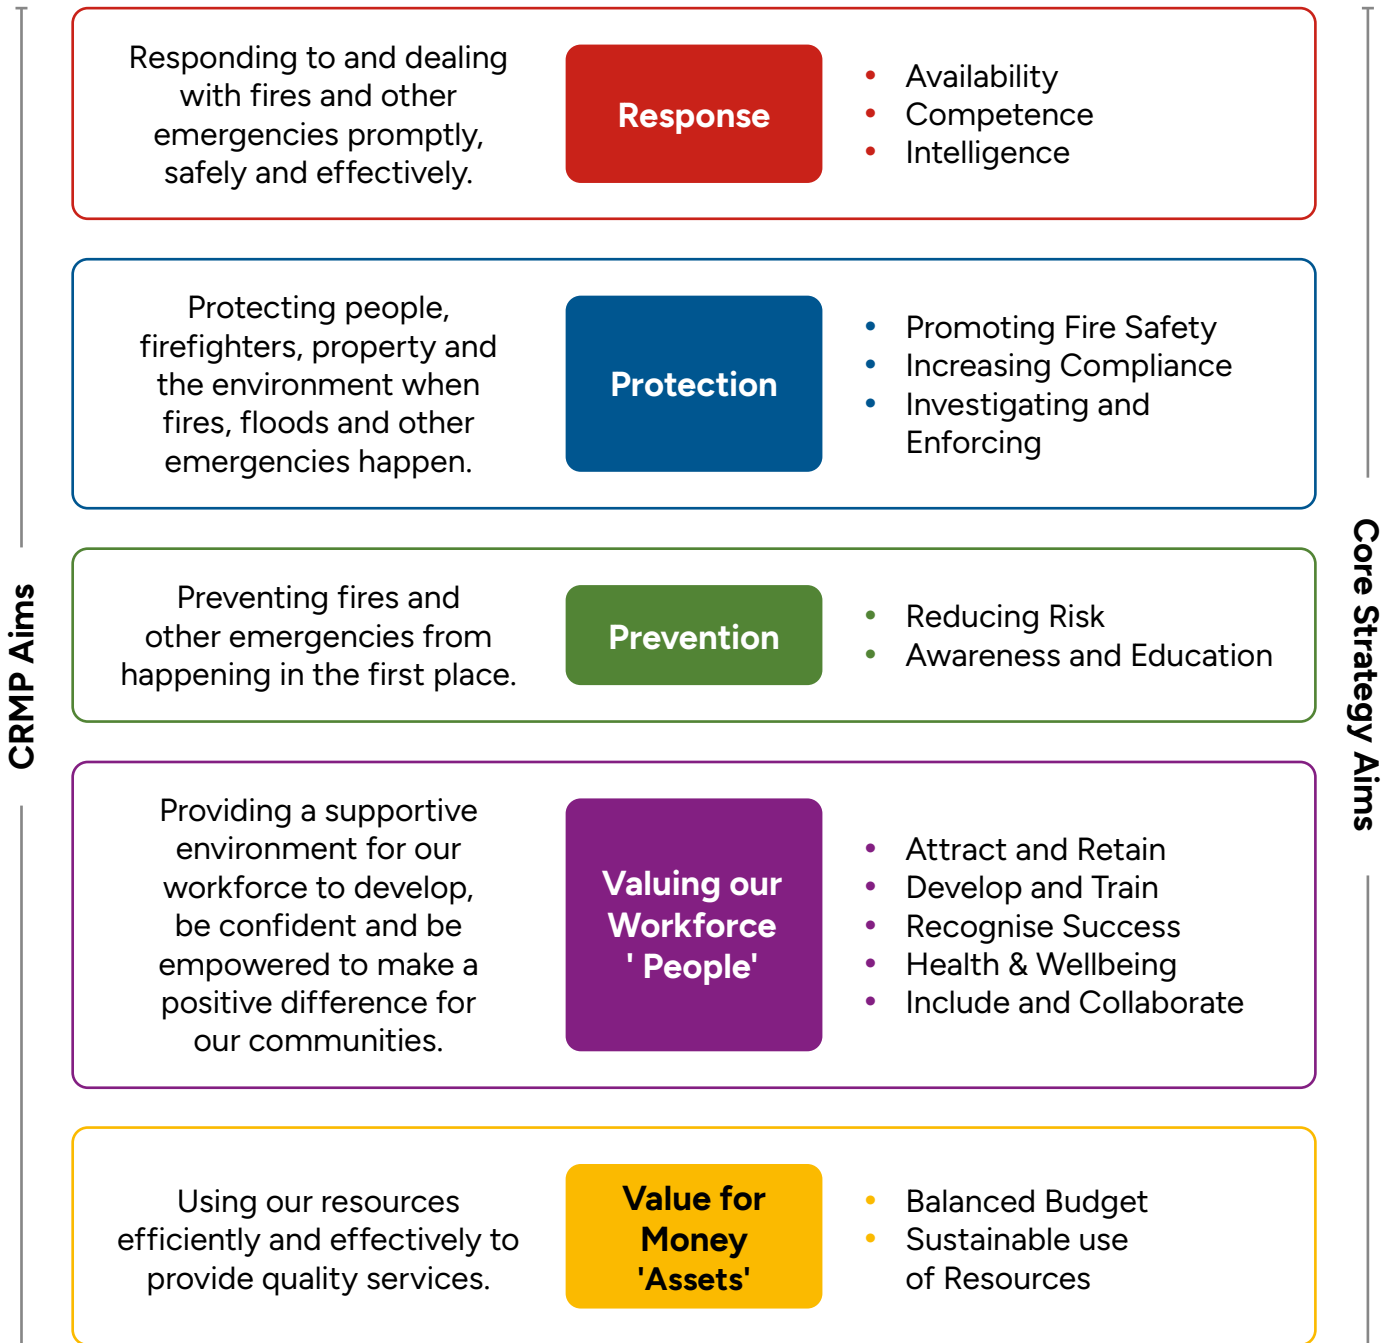 CRMP Aims
Core Strategy Aims
Responding to and dealing
with fires and other
emergencies promptly,
safely and effectively.
Response
• Availability
• Competence
• Intelligence
Protecting people,
firefighters, property and
the environment when
fires, floods and other
emergencies happen.
Protection
• Promoting Fire Safety
• Increasing Compliance
• Investigating and
Enforcing
Preventing fires and
other emergencies from
happening in the first place.
Prevention
• Reducing Risk
• Awareness and Education
Providing a supportive
environment for our
workforce to develop,
be confident and be
empowered to make a
positive difference for
our communities.
Valuing our
Workforce
' People'
• Attract and Retain
• Develop and Train
• Recognise Success
• Health & Wellbeing
• Include and Collaborate
Using our resources
efficiently and effectively to
provide quality services.
Value for
Money
'Assets'
• Balanced Budget
• Sustainable use
of Resources